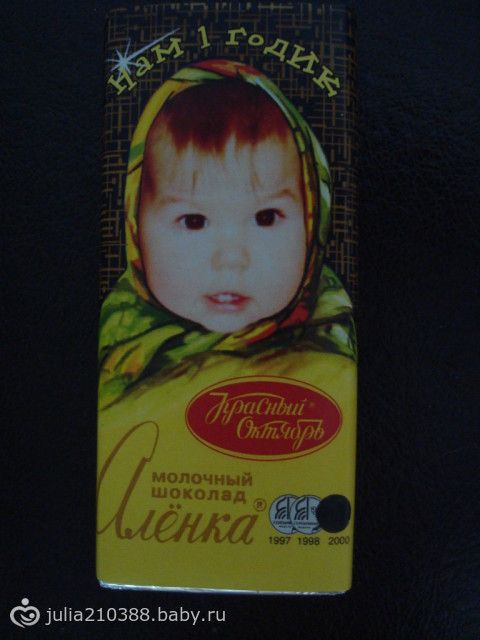 нам 1 годик
Красный®
Октябрь
молочный
шоколад
Алёнка®
1997 1998 2000
julia210388.baby.ru